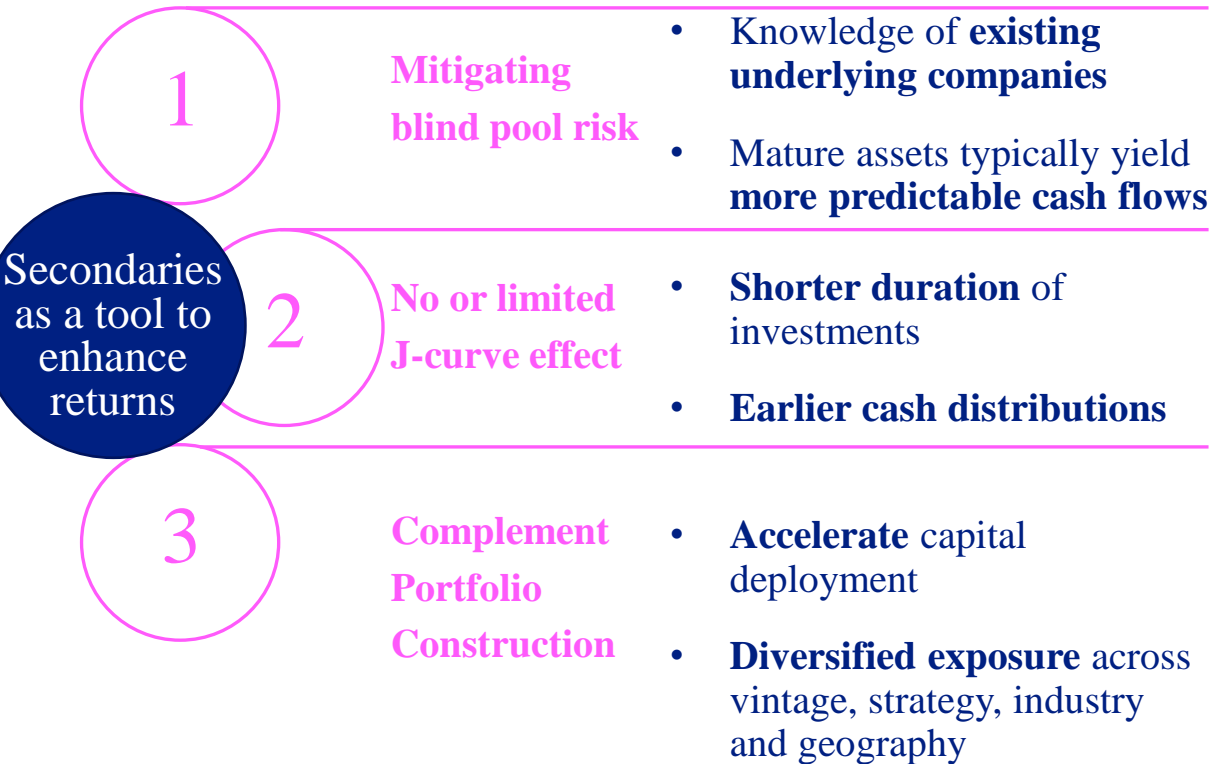 Secondaries
as a tool to
enhance
returns
1
Mitigating
blind pool risk
• Knowledge of existing
underlying companies
• Mature assets typically yield
more predictable cash flows
2
No or limited
J-curve effect
• Shorter duration of
investments
• Earlier cash distributions
3
Complement
Portfolio
Construction
• Accelerate capital
deployment
• Diversified exposure across
vintage, strategy, industry
and geography